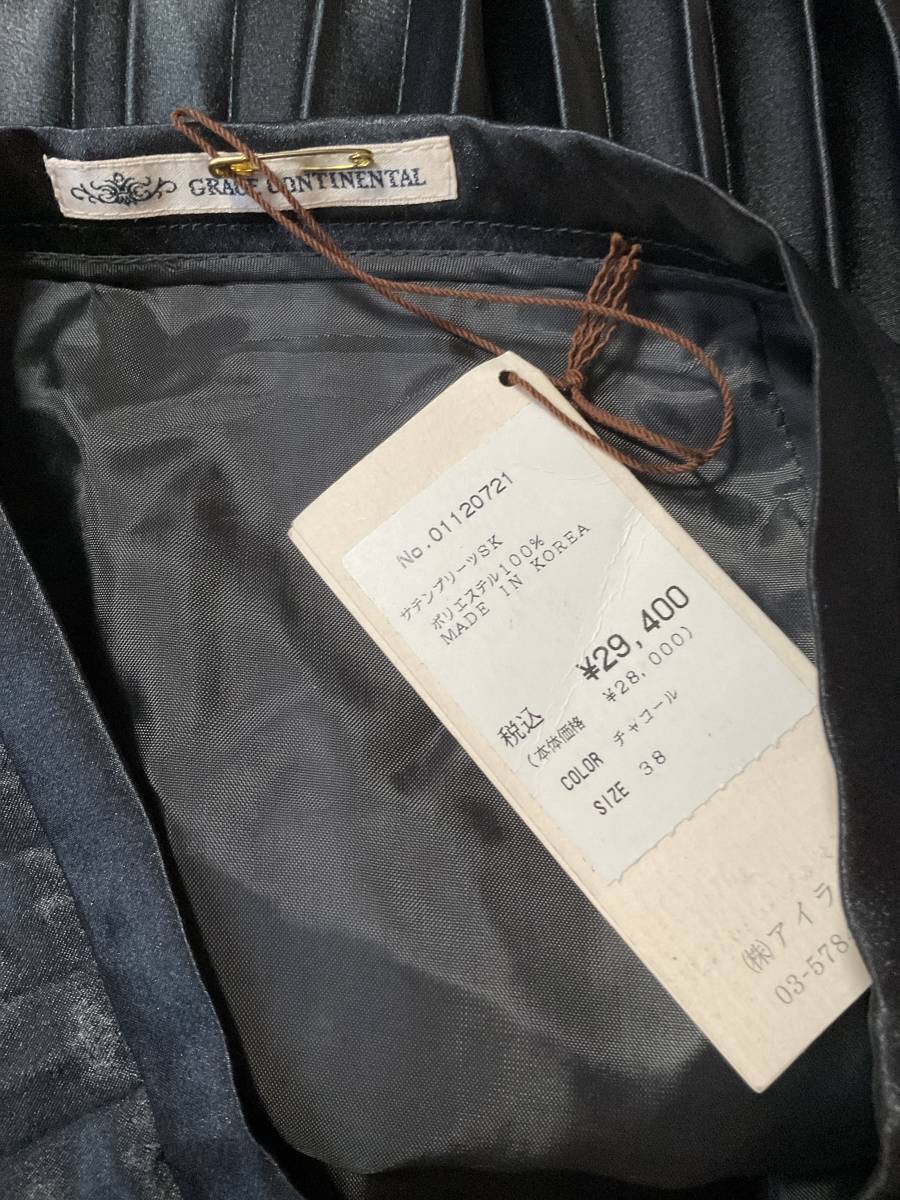 GRACE CONTINENTAL
No.01120721
サテンプリーツSK
ポリエステル100%
MADE IN KOREA
税込 ¥29,400
(本体価格 ¥28,000)
COLOR チャコール
SIZE 38
(株)アイラ
03-578